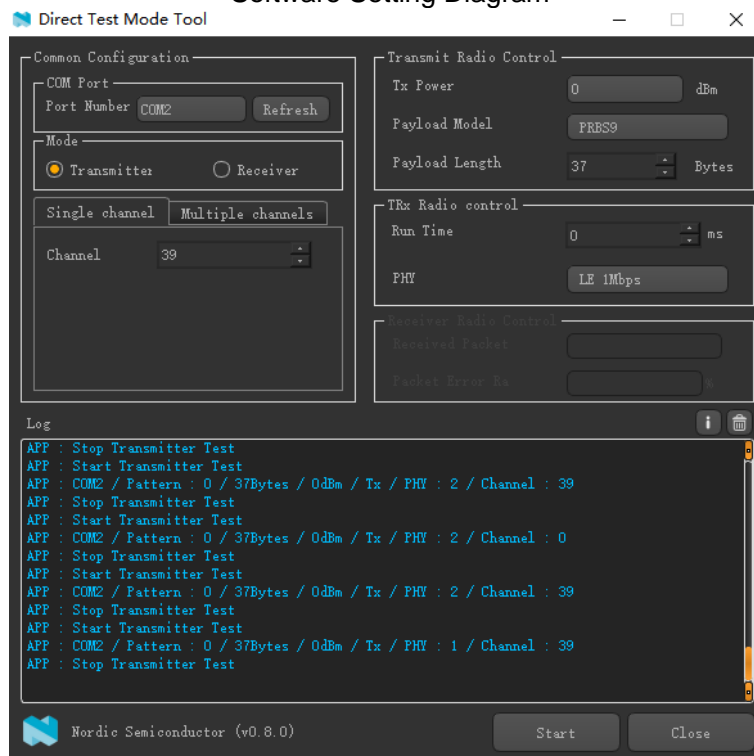 Software Setting Diagram
Direct Test Mode Tool
Common Configuration
COM Port
Port Number COM2 Refresh
Mode
Transmitter Receiver
Single channel Multiple channels
Channel 39
Transmit Radio Control
Tx Power 0 dBm
Payload Model PRBS9
Payload Length 37 Bytes
TRx Radio control
Run Time 0 ms
PHY LE 1Mbps
Receiver Radio Control
Received Packet
Packet Error Ra %
Log
APP : Stop Transmitter Test
APP : Start Transmitter Test
APP : COM2 / Pattern : 0 / 37Bytes / 0dBm / Tx / PHY : 2 / Channel : 39
APP : Stop Transmitter Test
APP : Start Transmitter Test
APP : COM2 / Pattern : 0 / 37Bytes / 0dBm / Tx / PHY : 2 / Channel : 0
APP : Stop Transmitter Test
APP : Start Transmitter Test
APP : COM2 / Pattern : 0 / 37Bytes / 0dBm / Tx / PHY : 2 / Channel : 39
APP : Stop Transmitter Test
APP : Start Transmitter Test
APP : COM2 / Pattern : 0 / 37Bytes / 0dBm / Tx / PHY : 1 / Channel : 39
APP : Stop Transmitter Test
Nordic Semiconductor (v0.8.0) Start Close